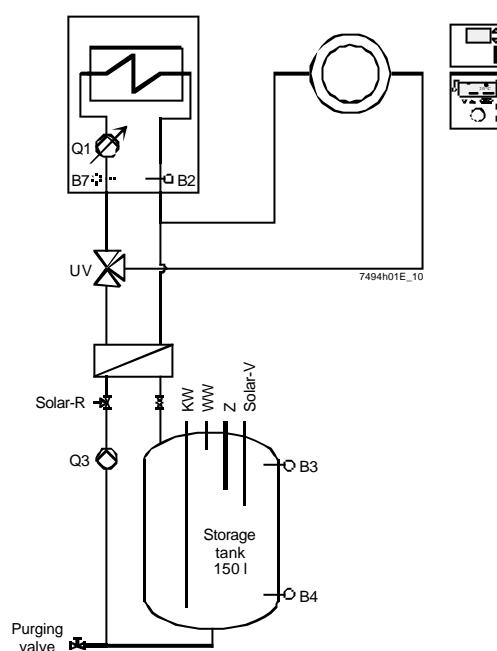 Q1
B7
B2
UV
7494h01E_10
Solar-R
KW
WW
Z
Solar-V
Q3
B3
Storage
tank
150 l
B4
Purging
valve